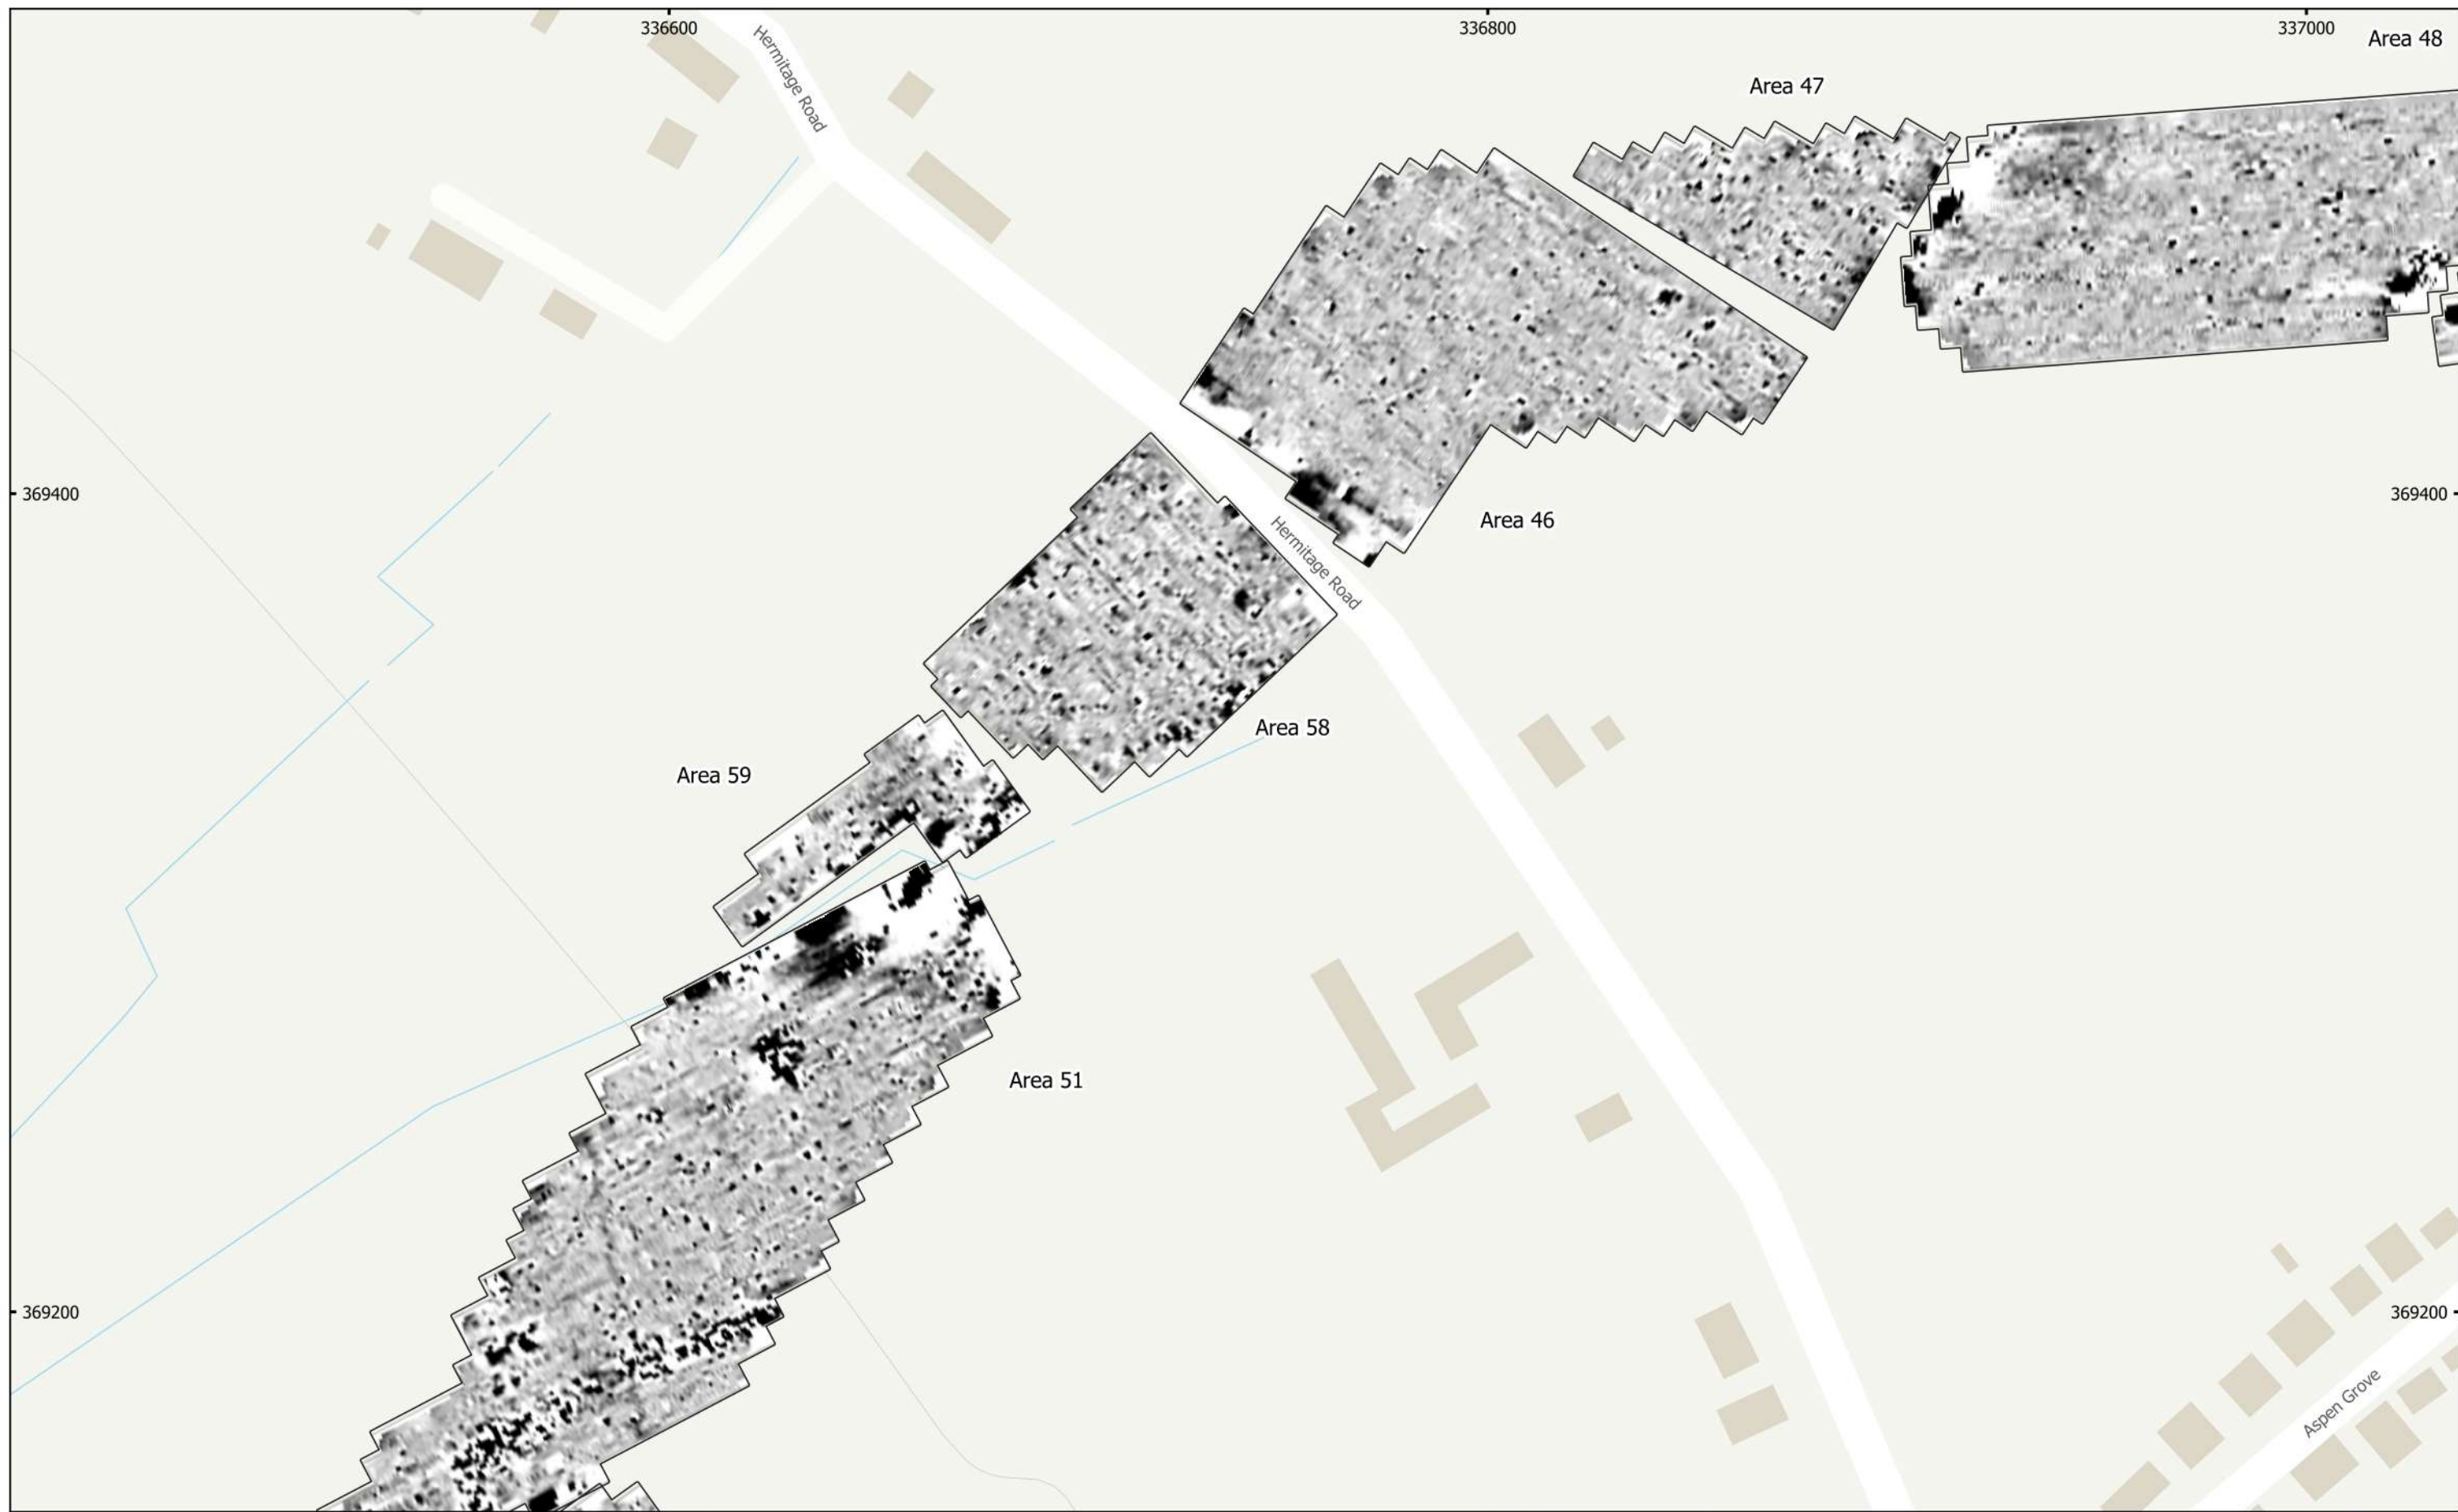 336600
336800
337000
Area 48
Hermitage Road
Area 47
369400
369400
Area 46
Hermitage Road
Area 58
Area 59
Area 51
369200
369200
Aspen Grove